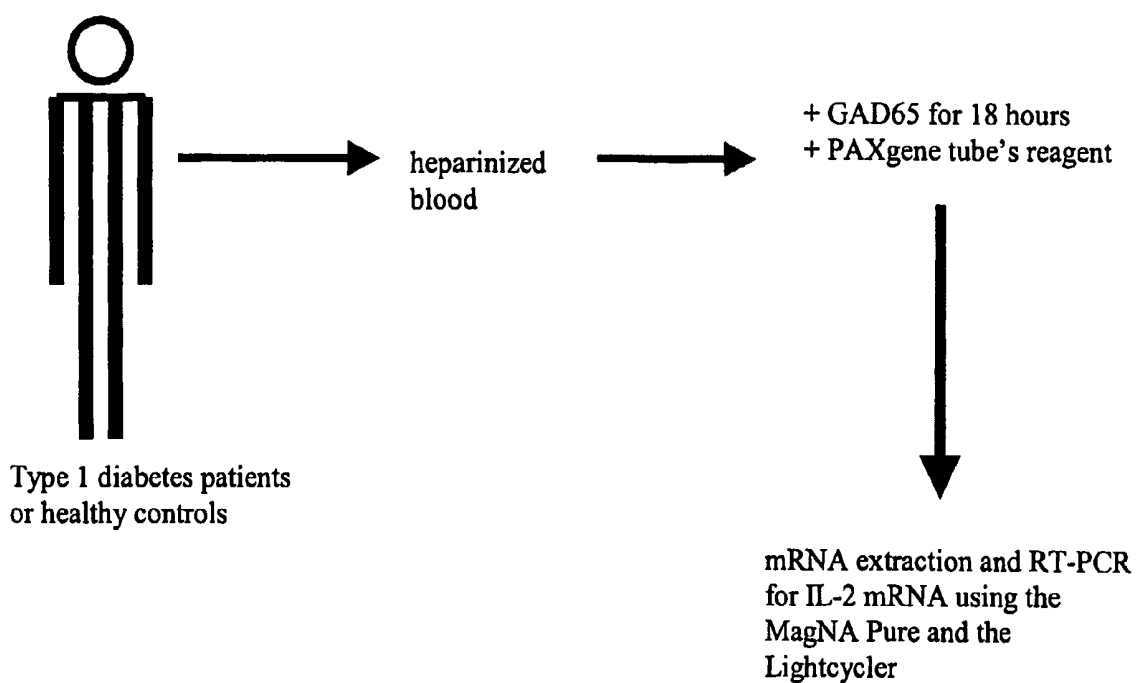 Type 1 diabetes patients
or healthy controls
heparinized
blood
+ GAD65 for 18 hours
+ PAXgene tube's reagent
mRNA extraction and RT-PCR
for IL-2 mRNA using the
MagNA Pure and the
Lightcycler